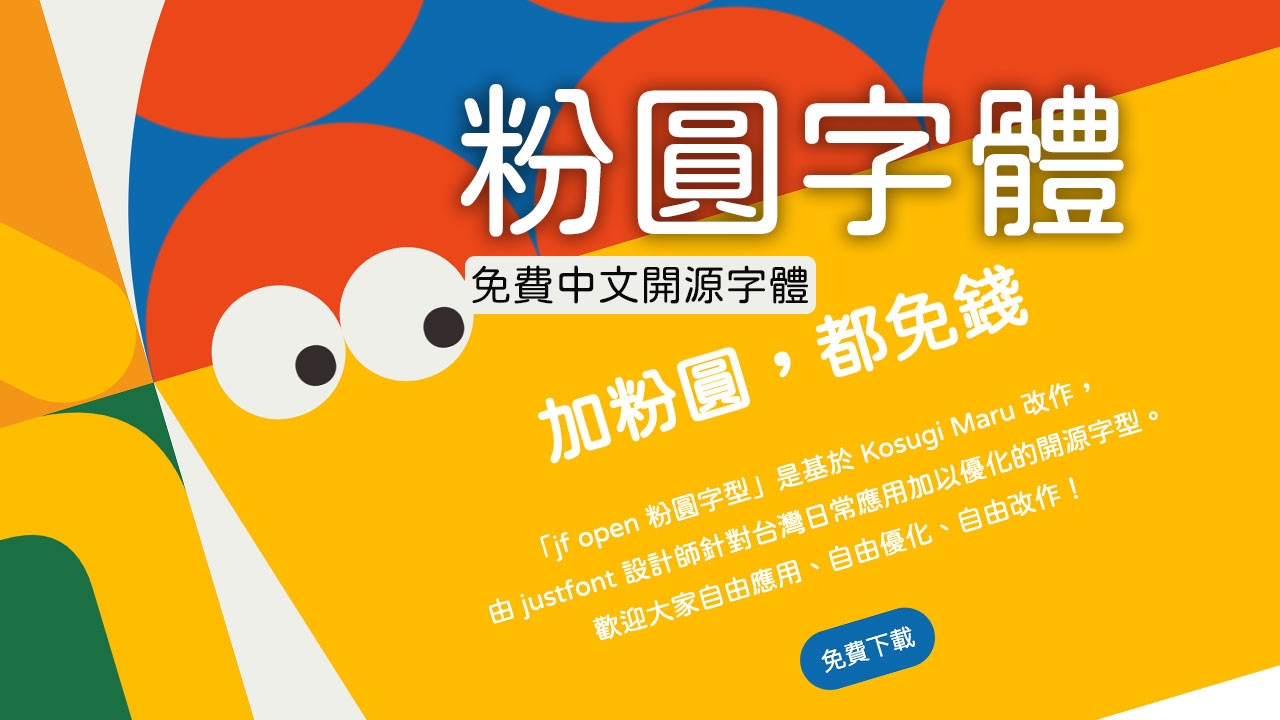 粉圓字體
免費中文開源字體
加粉圓，都免錢
「jf open 粉圓字型」是基於 Kosugi Maru 改作，
由 justfont 設計師針對台灣日常應用加以優化的開源字型。
歡迎大家自由應用、自由優化、自由改作！
免費下載